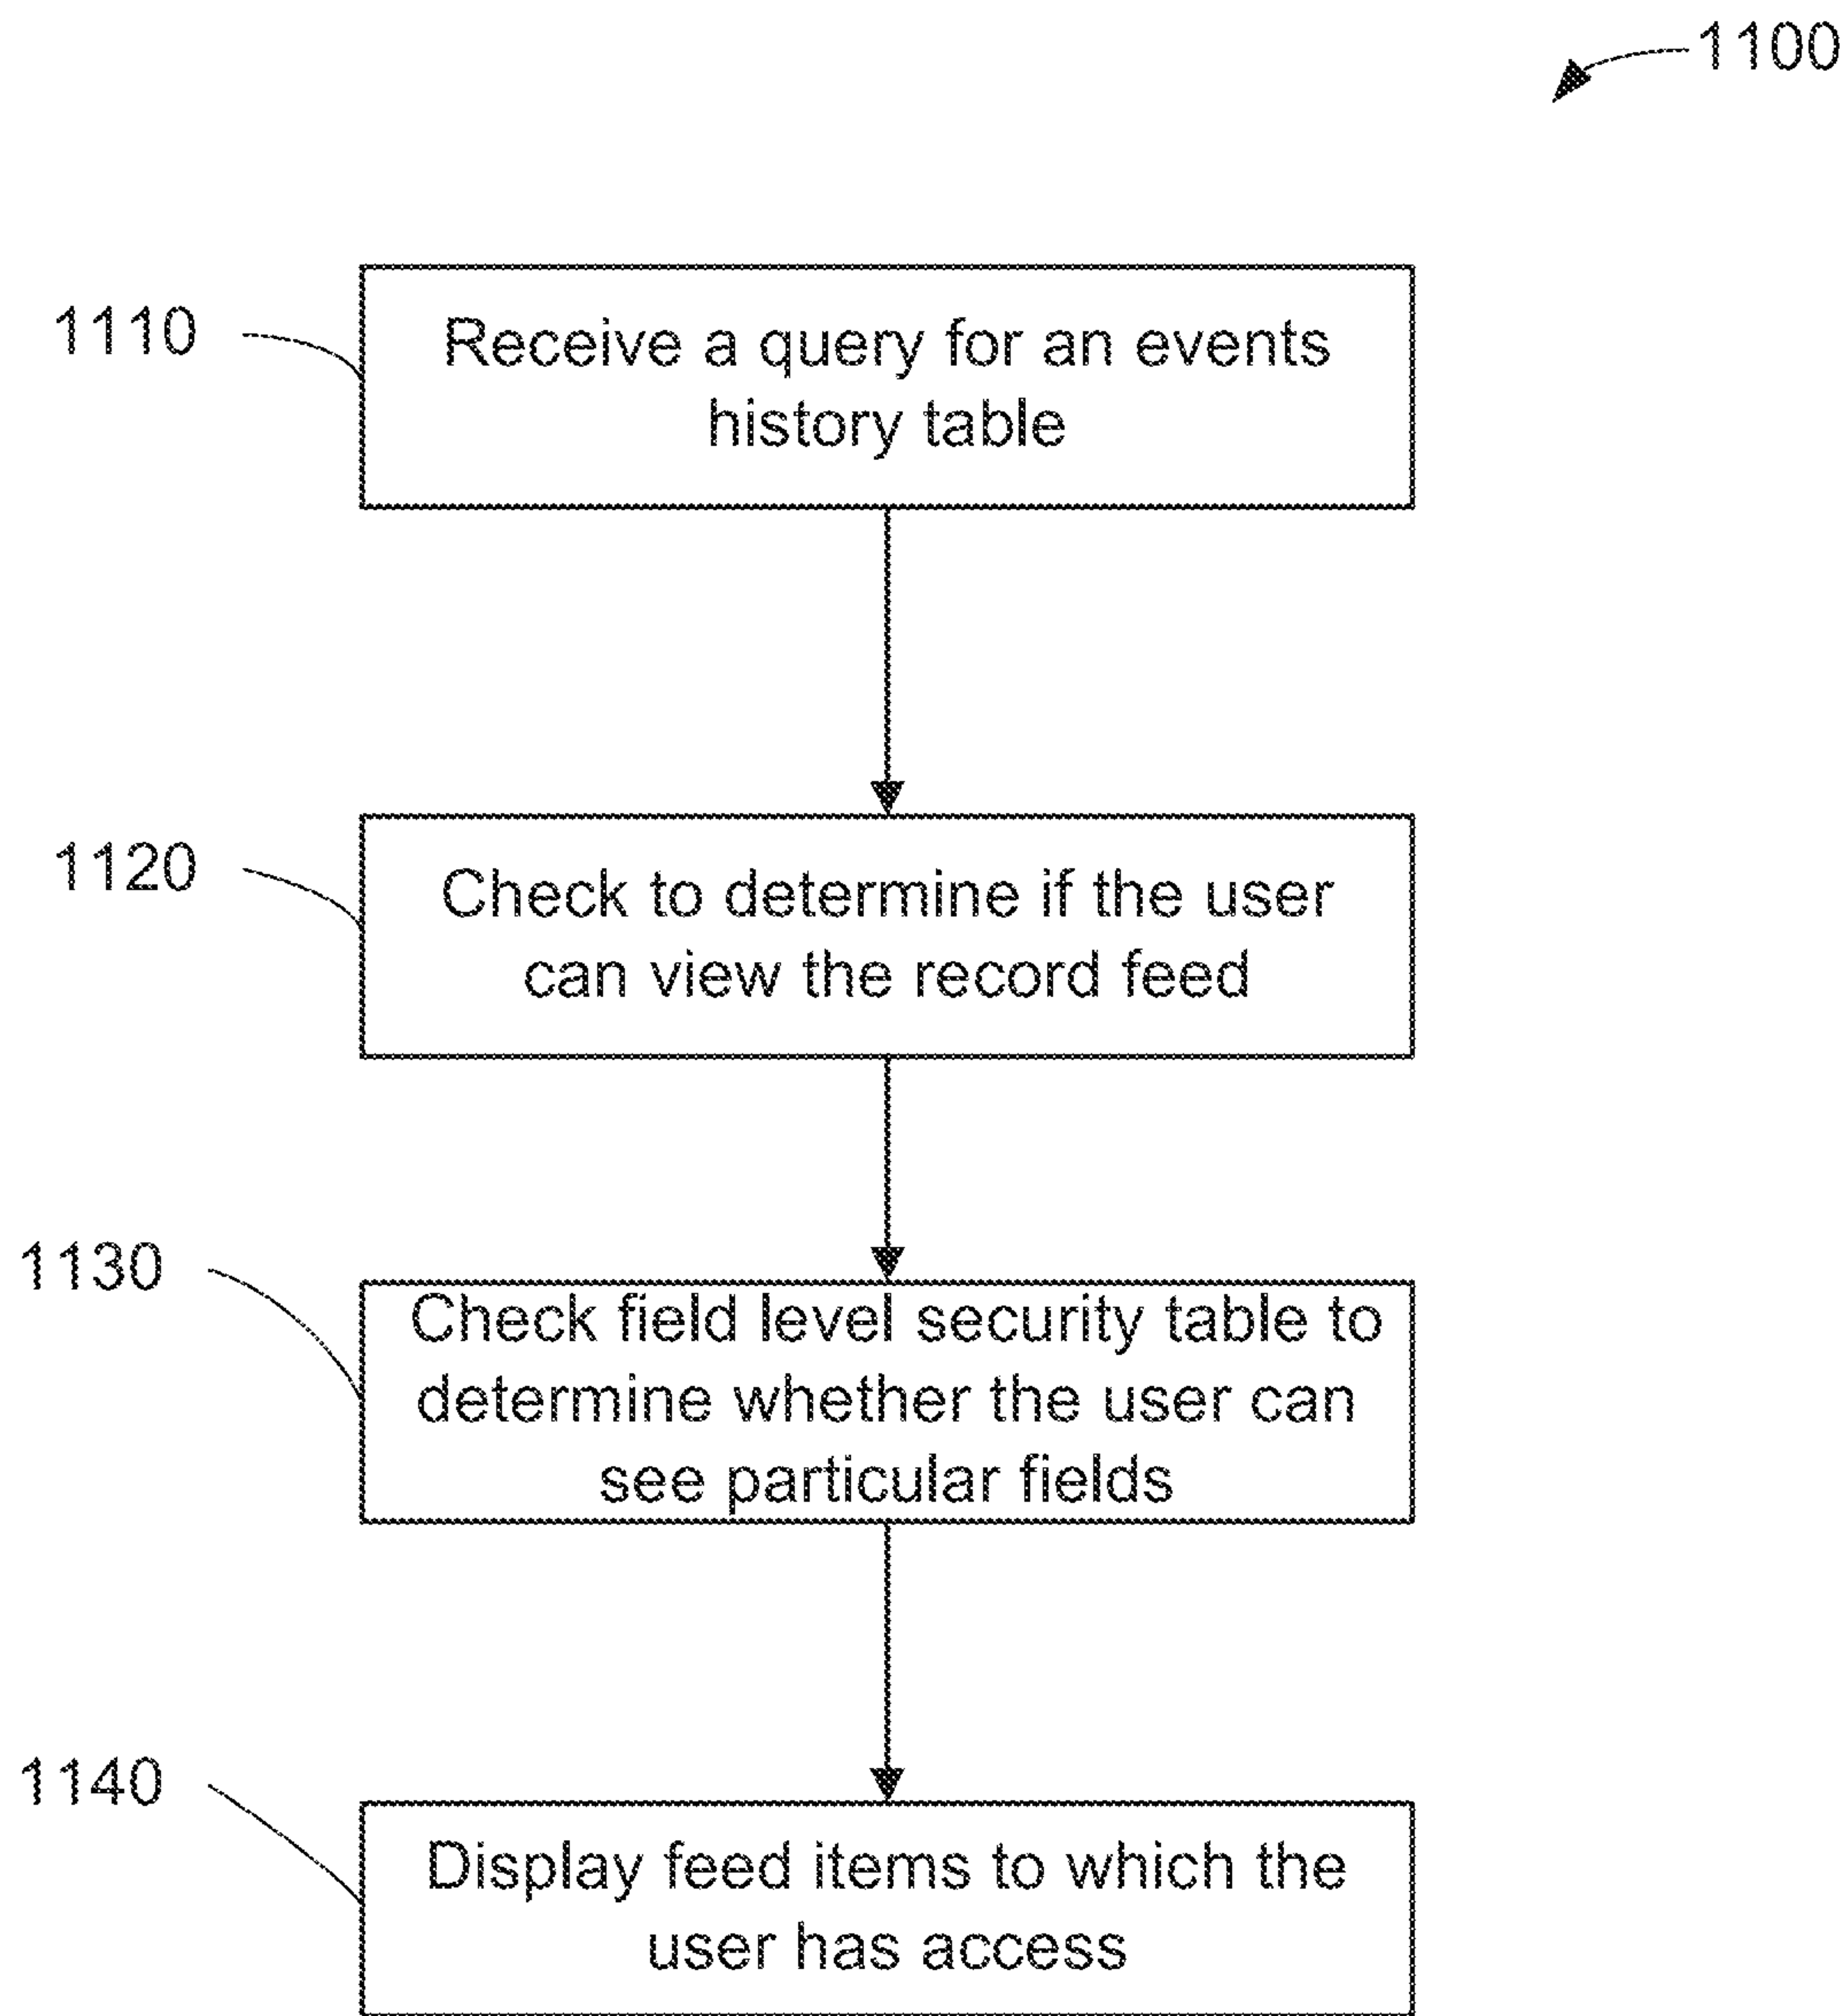 1100
1110
Receive a query for an events
history table
1120
Check to determine if the user
can view the record feed
1130
Check field level security table to
determine whether the user can
see particular fields
1140
Display feed items to which the
user has access